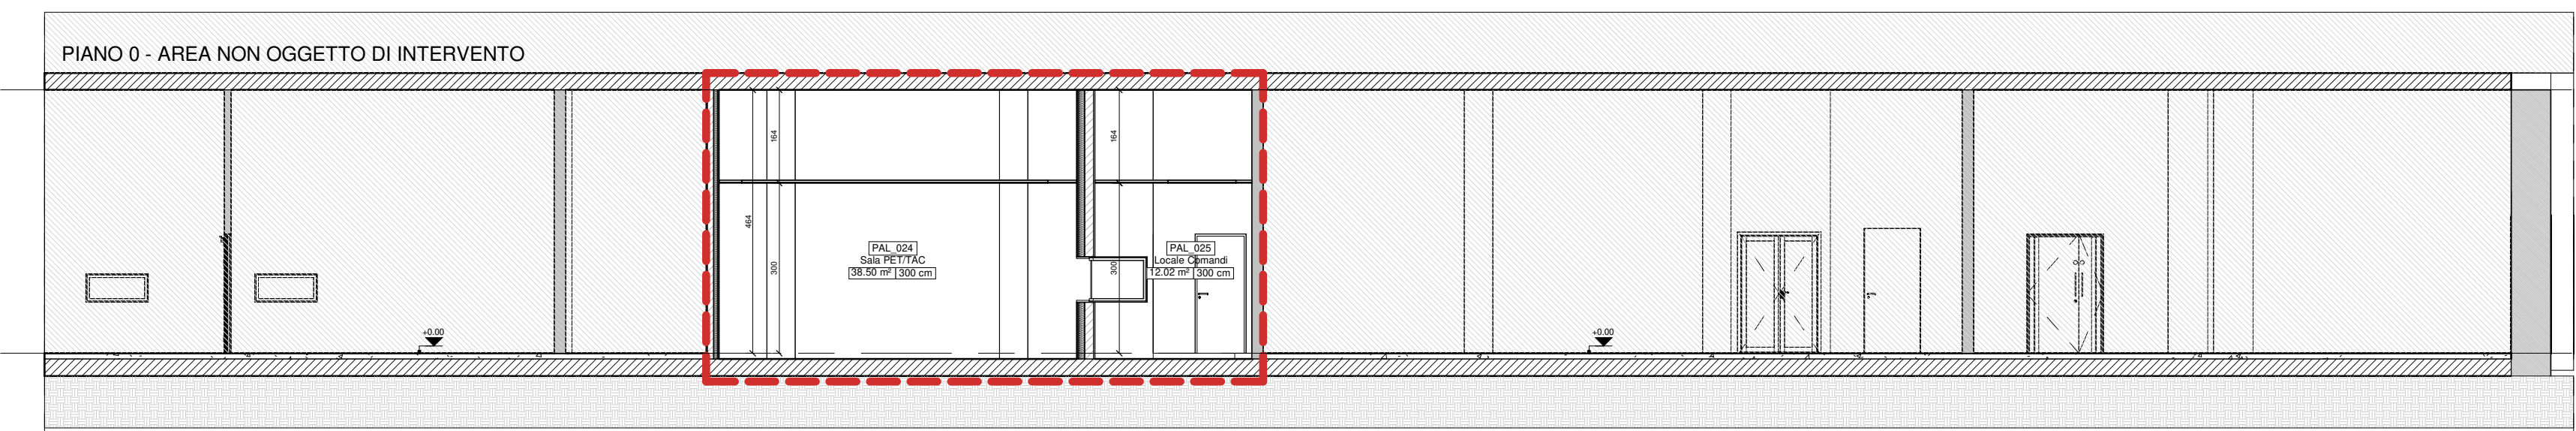 PIANO 0 - AREA NON OGGETTO DI INTERVENTO
164
164
464
300
300
PAL_024
Sala PET/TAC
38.50 m² 300 cm
PAL_025
Locale Comandi
12.02 m² 300 cm
+0.00
+0.00